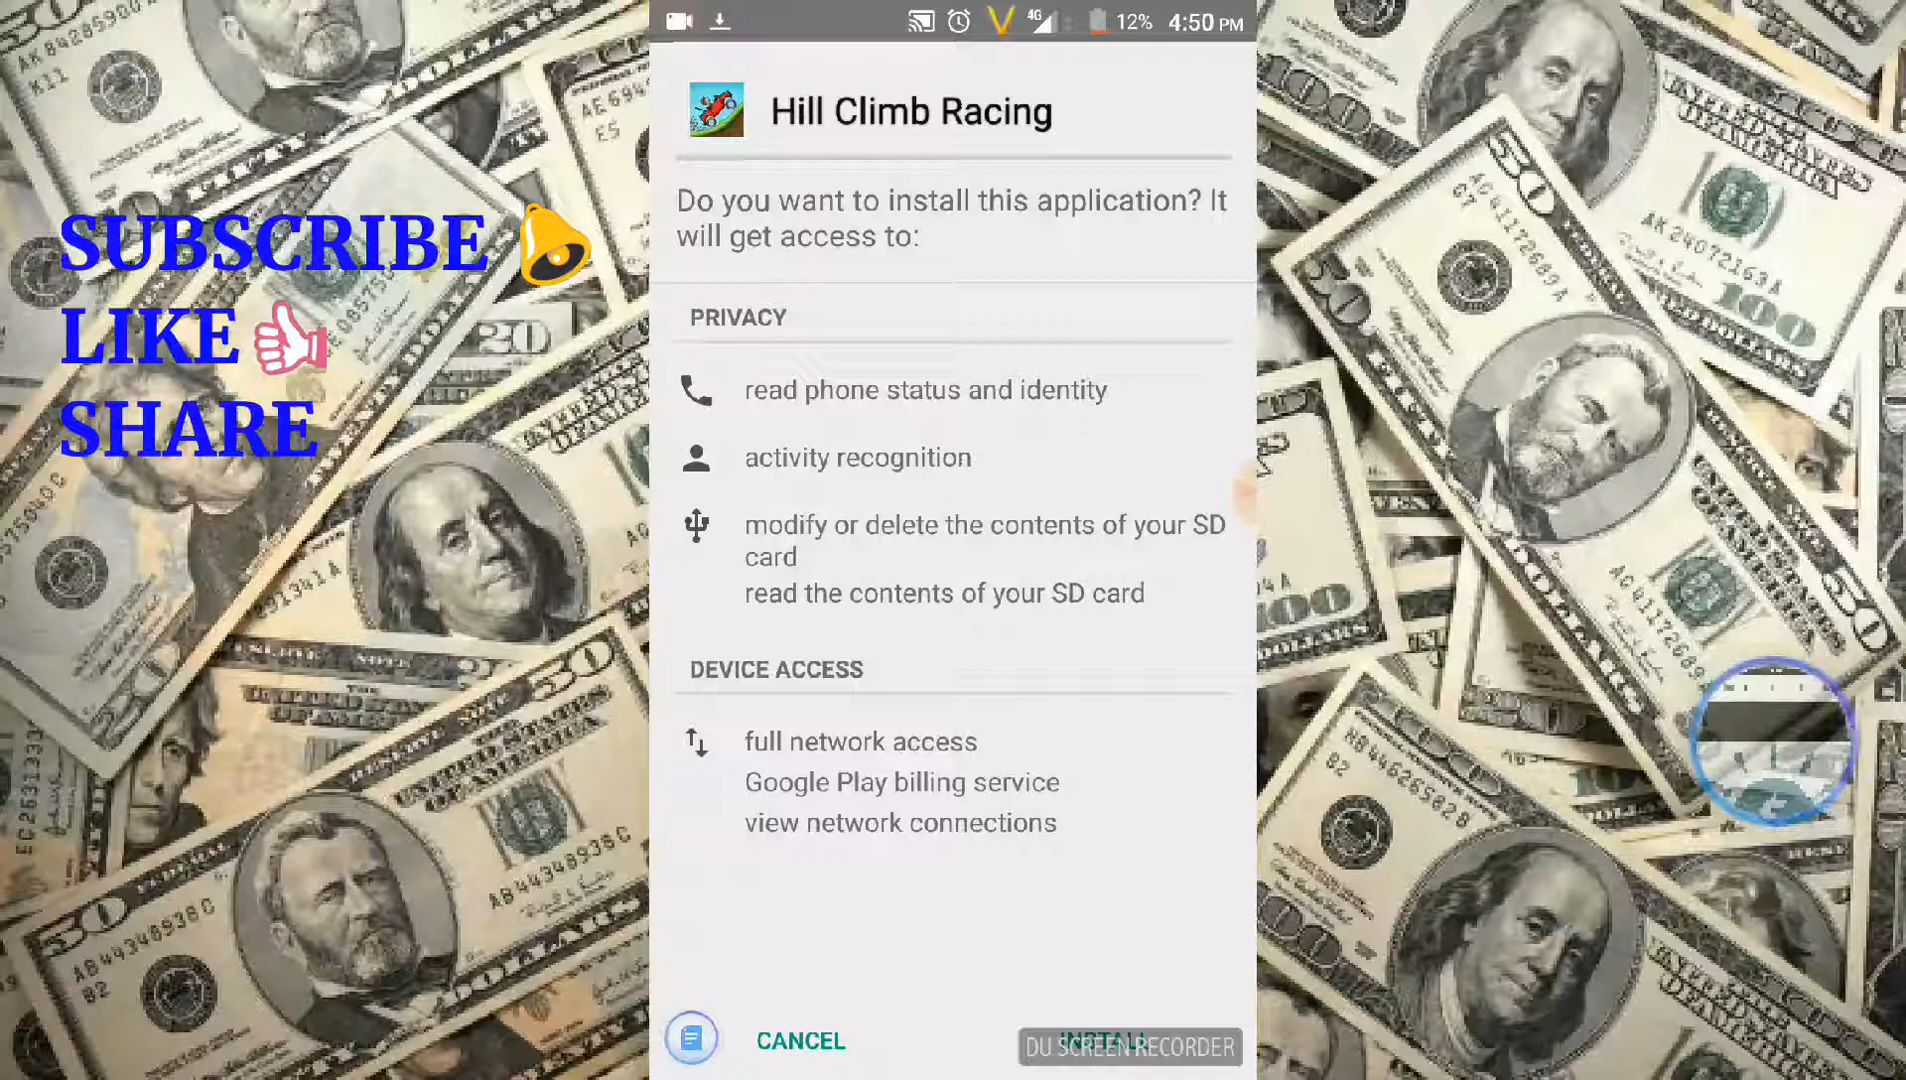 4G 12% 4:50 PM
Hill Climb Racing
Do you want to install this application? It
will get access to:
PRIVACY
read phone status and identity
activity recognition
modify or delete the contents of your SD
card
read the contents of your SD card
DEVICE ACCESS
full network access
Google Play billing service
view network connections
CANCEL
INSTALL
DU SCREEN RECORDER
SUBSCRIBE
LIKE
SHARE